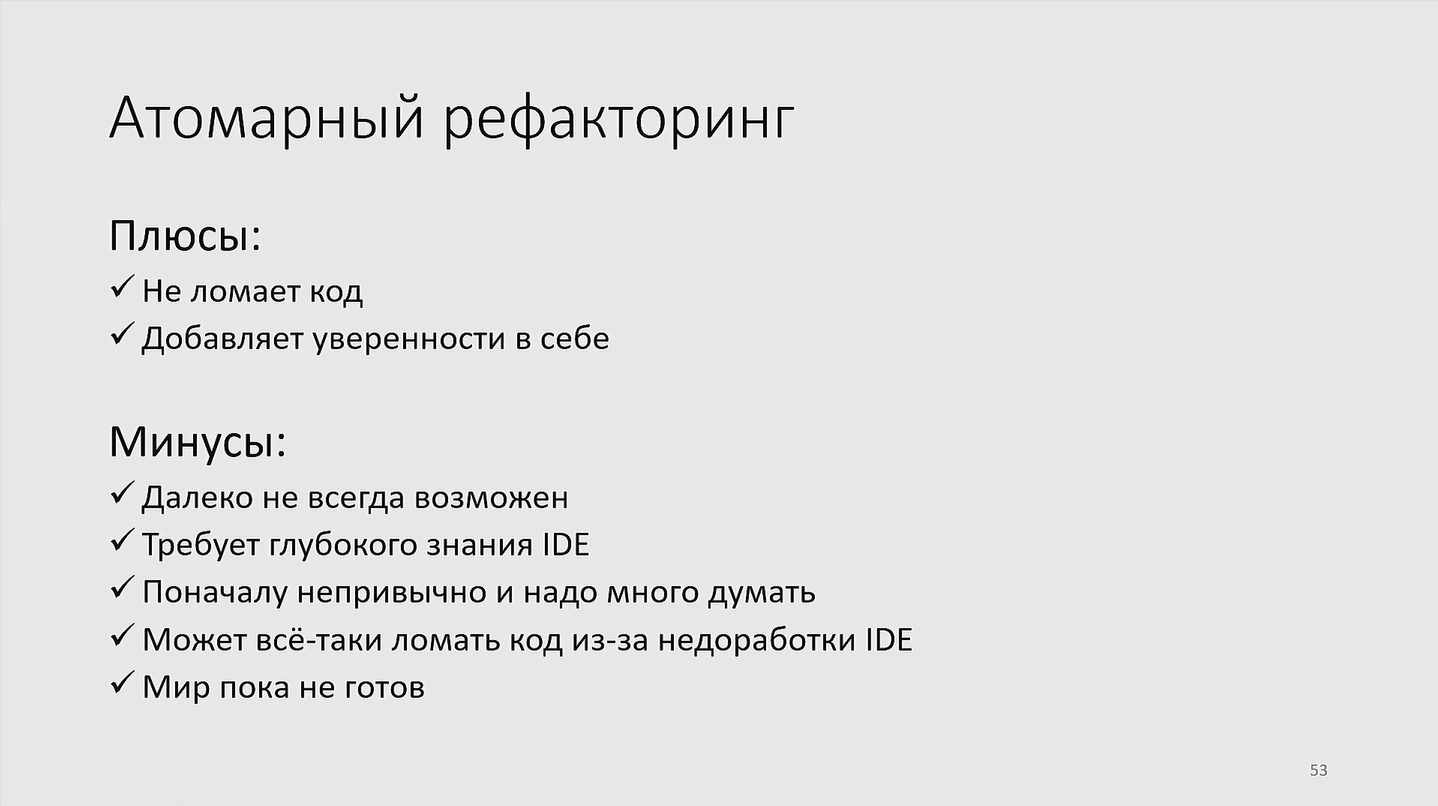 Атомарный рефакторинг
Плюсы:
✓ Не ломает код
✓ Добавляет уверенности в себе
Минусы:
✓ Далеко не всегда возможен
✓ Требует глубокого знания IDE
✓ Поначалу непривычно и надо много думать
✓ Может всё-таки ломать код из-за недоработки IDE
✓ Мир пока не готов
53